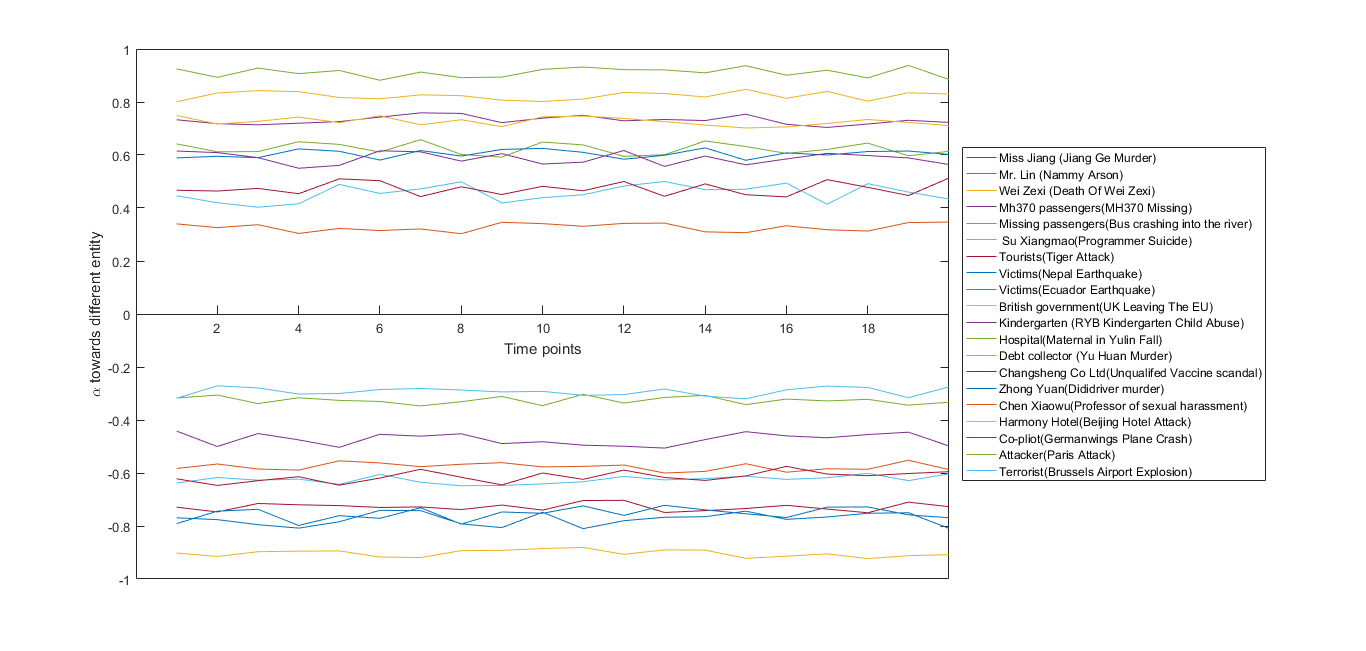 1
0.8
0.6
0.4
0.2
0
-0.2
-0.4
-0.6
-0.8
-1
α towards different entity
2 4 6 8 10 12 14 16 18
Time points
Miss Jiang (Jiang Ge Murder)
Mr. Lin (Nammy Arson)
Wei Zexi (Death Of Wei Zexi)
Mh370 passengers(MH370 Missing)
Missing passengers(Bus crashing into the river)
Su Xiangmao(Programmer Suicide)
Tourists(Tiger Attack)
Victims(Nepal Earthquake)
Victims(Ecuador Earthquake)
British government(UK Leaving The EU)
Kindergarten (RYB Kindergarten Child Abuse)
Hospital(Maternal in Yulin Fall)
Debt collector (Yu Huan Murder)
Changsheng Co Ltd(Unqualifed Vaccine scandal)
Zhong Yuan(Dididriver murder)
Chen Xiaowu(Professor of sexual harassment)
Harmony Hotel(Beijing Hotel Attack)
Co-pliot(Germanwings Plane Crash)
Attacker(Paris Attack)
Terrorist(Brussels Airport Explosion)